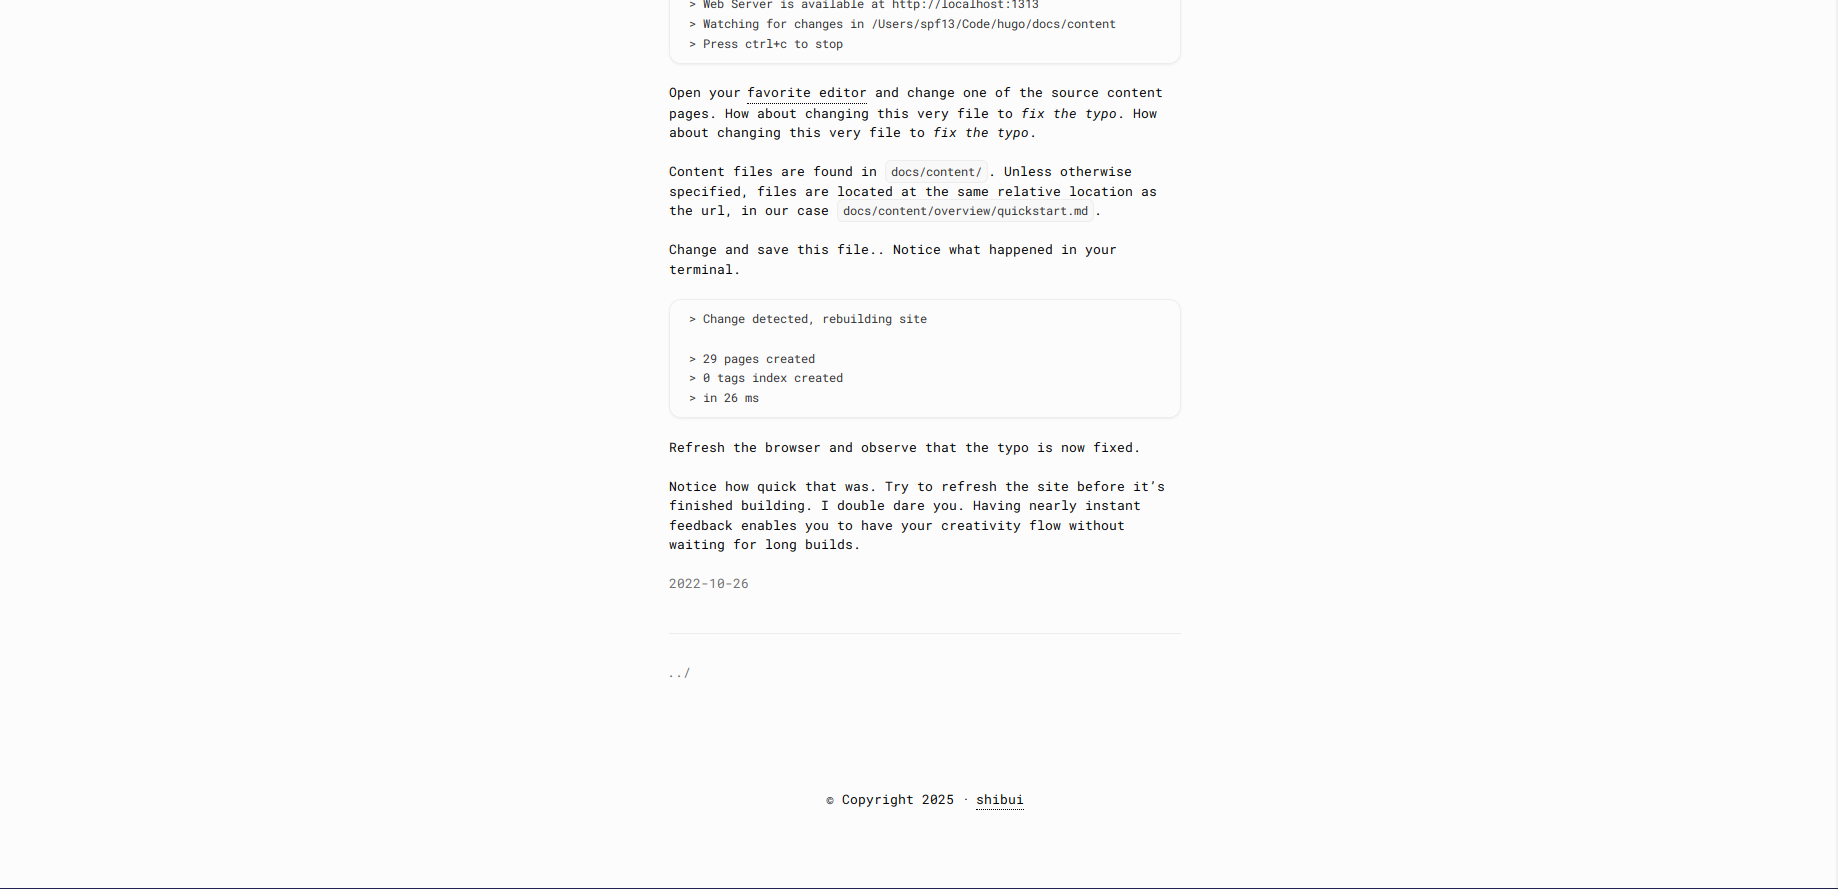 > Web Server is available at http://localhost:1313
> Watching for changes in /Users/spf13/Code/hugo/docs/content
> Press ctrl+c to stop
Open your favorite editor and change one of the source content
pages. How about changing this very file to fix the typo. How
about changing this very file to fix the typo.
Content files are found in docs/content/. Unless otherwise
specified, files are located at the same relative location as
the url, in our case docs/content/overview/quickstart.md.
Change and save this file.. Notice what happened in your
terminal.
> Change detected, rebuilding site
> 29 pages created
> 0 tags index created
> in 26 ms
Refresh the browser and observe that the typo is now fixed.
Notice how quick that was. Try to refresh the site before it’s
finished building. I double dare you. Having nearly instant
feedback enables you to have your creativity flow without
waiting for long builds.
2022-10-26
../
© Copyright 2025 · shibui